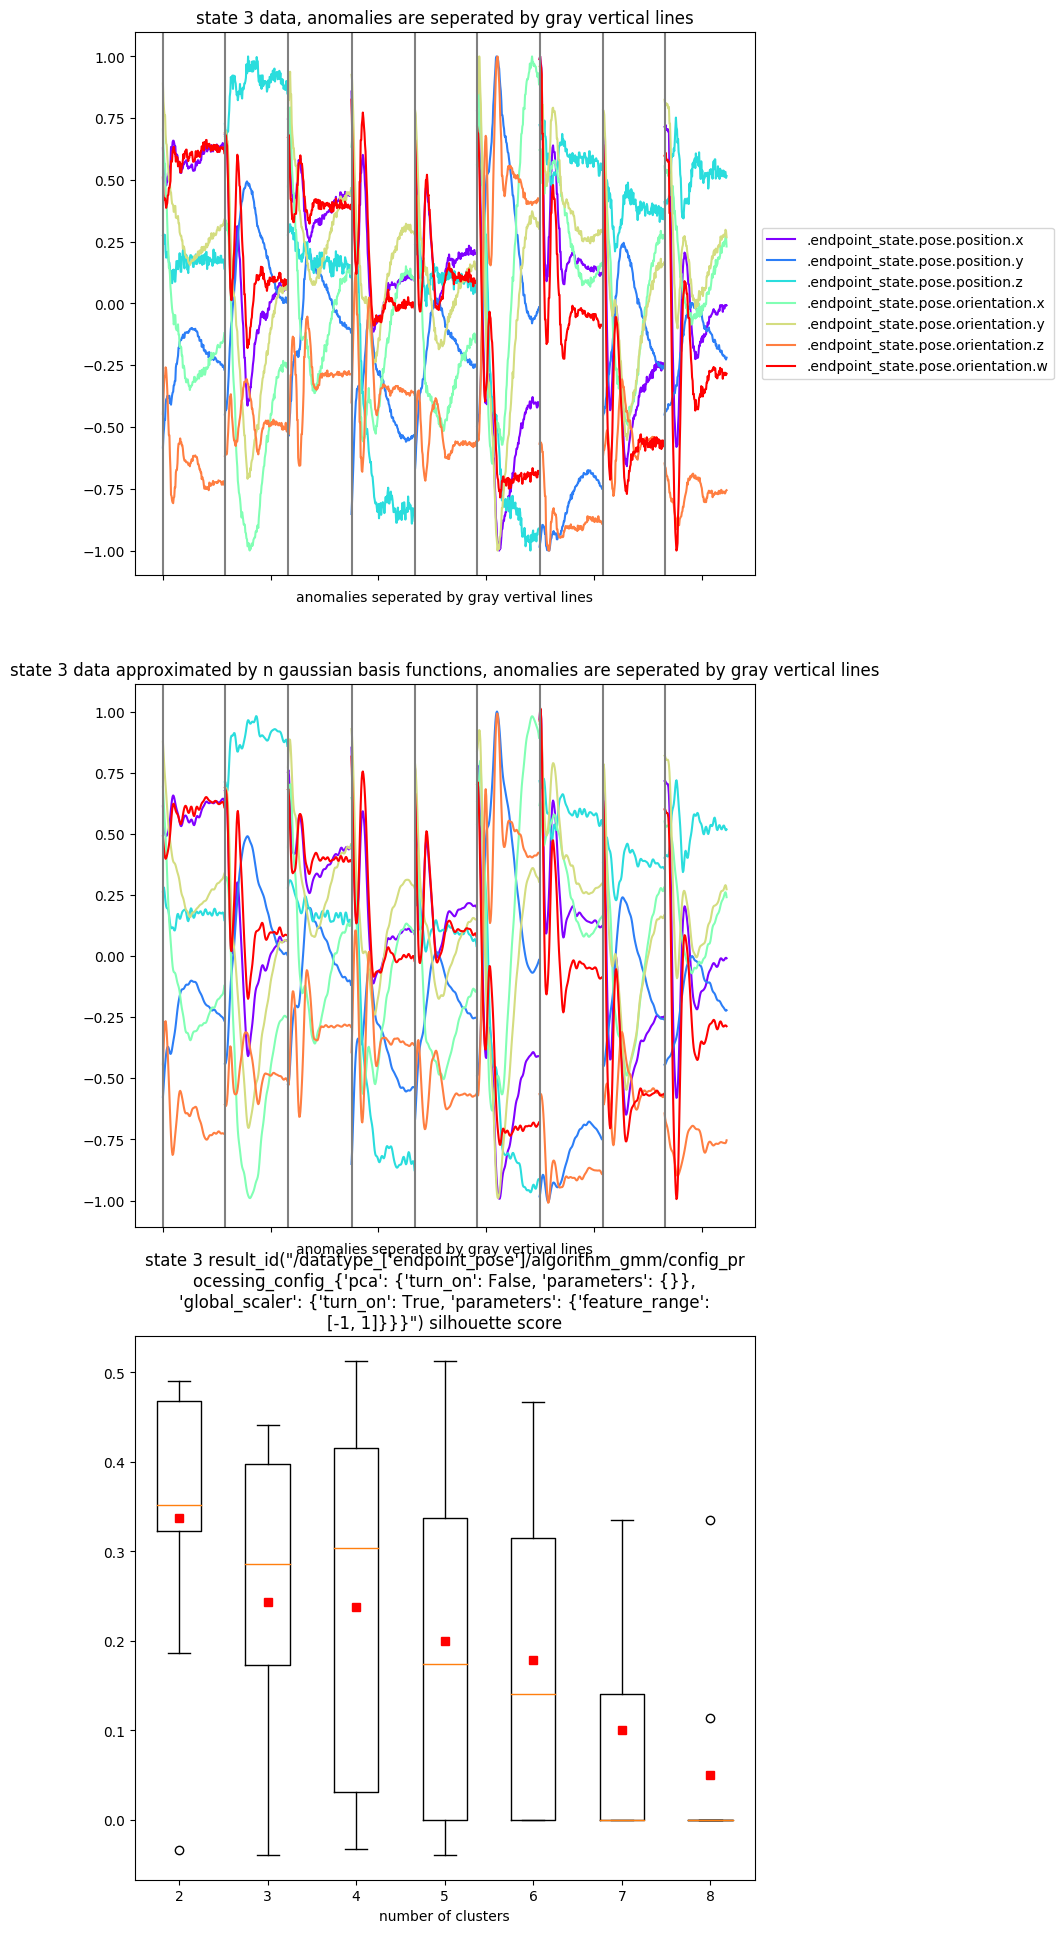 state 3 data, anomalies are seperated by gray vertical lines
1.00
0.75
0.50
0.25
0.00
−0.25
−0.50
−0.75
−1.00
anomalies seperated by gray vertival lines
.endpoint_state.pose.position.x
.endpoint_state.pose.position.y
.endpoint_state.pose.position.z
.endpoint_state.pose.orientation.x
.endpoint_state.pose.orientation.y
.endpoint_state.pose.orientation.z
.endpoint_state.pose.orientation.w
state 3 data approximated by n gaussian basis functions, anomalies are seperated by gray vertical lines
1.00
0.75
0.50
0.25
0.00
−0.25
−0.50
−0.75
−1.00
anomalies seperated by gray vertival lines
state 3 result_id("/datatype_['endpoint_pose']/algorithm_gmm/config_pr
ocessing_config_{'pca': {'turn_on': False, 'parameters': {}},
'global_scaler': {'turn_on': True, 'parameters': {'feature_range':
[-1, 1]}}}") silhouette score
0.5
0.4
0.3
0.2
0.1
0.0
2 3 4 5 6 7 8
number of clusters